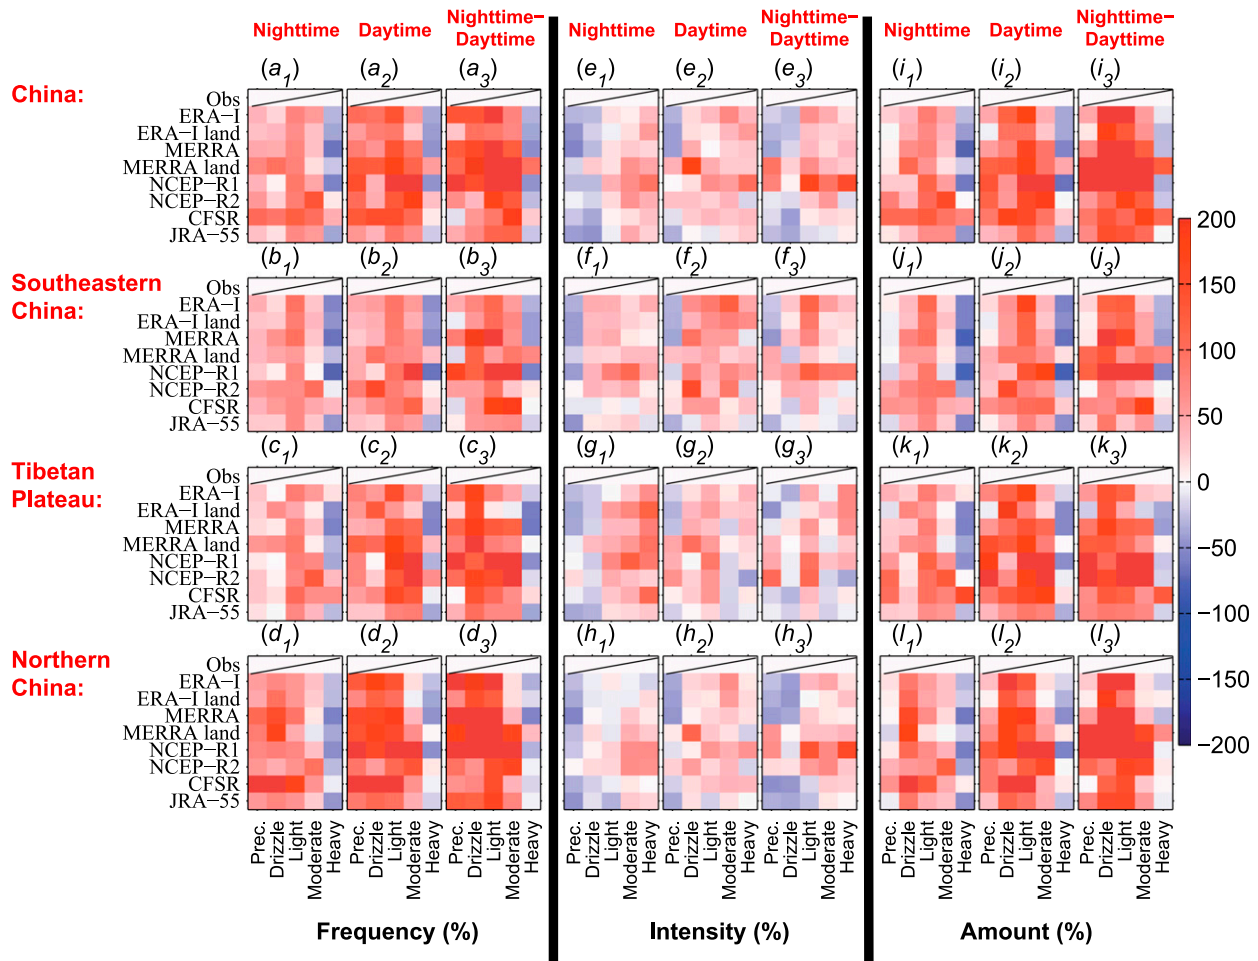 Nighttime Daytime Nighttime−
Dayttime
Nighttime Daytime Nighttime−
Dayttime
Nighttime Daytime Nighttime−
Dayttime
China:
(a1) (a2) (a3) (e1) (e2) (e3) (i1) (i2) (i3)
Obs
ERA−I
ERA−I land
MERRA
MERRA land
NCEP−R1
NCEP−R2
CFSR
JRA−55
Southeastern
China:
(b1) (b2) (b3) (f1) (f2) (f3) (j1) (j2) (j3)
Obs
ERA−I
ERA−I land
MERRA
MERRA land
NCEP−R1
NCEP−R2
CFSR
JRA−55
Tibetan
Plateau:
(c1) (c2) (c3) (g1) (g2) (g3) (k1) (k2) (k3)
Obs
ERA−I
ERA−I land
MERRA
MERRA land
NCEP−R1
NCEP−R2
CFSR
JRA−55
Northern
China:
(d1) (d2) (d3) (h1) (h2) (h3) (l1) (l2) (l3)
Obs
ERA−I
ERA−I land
MERRA
MERRA land
NCEP−R1
NCEP−R2
CFSR
JRA−55
Prec. Drizzle Light Moderate Heavy Prec. Drizzle Light Moderate Heavy Prec. Drizzle Light Moderate Heavy
Prec. Drizzle Light Moderate Heavy Prec. Drizzle Light Moderate Heavy Prec. Drizzle Light Moderate Heavy
Prec. Drizzle Light Moderate Heavy Prec. Drizzle Light Moderate Heavy Prec. Drizzle Light Moderate Heavy
Frequency (%) Intensity (%) Amount (%)
200
150
100
50
0
−50
−100
−150
−200